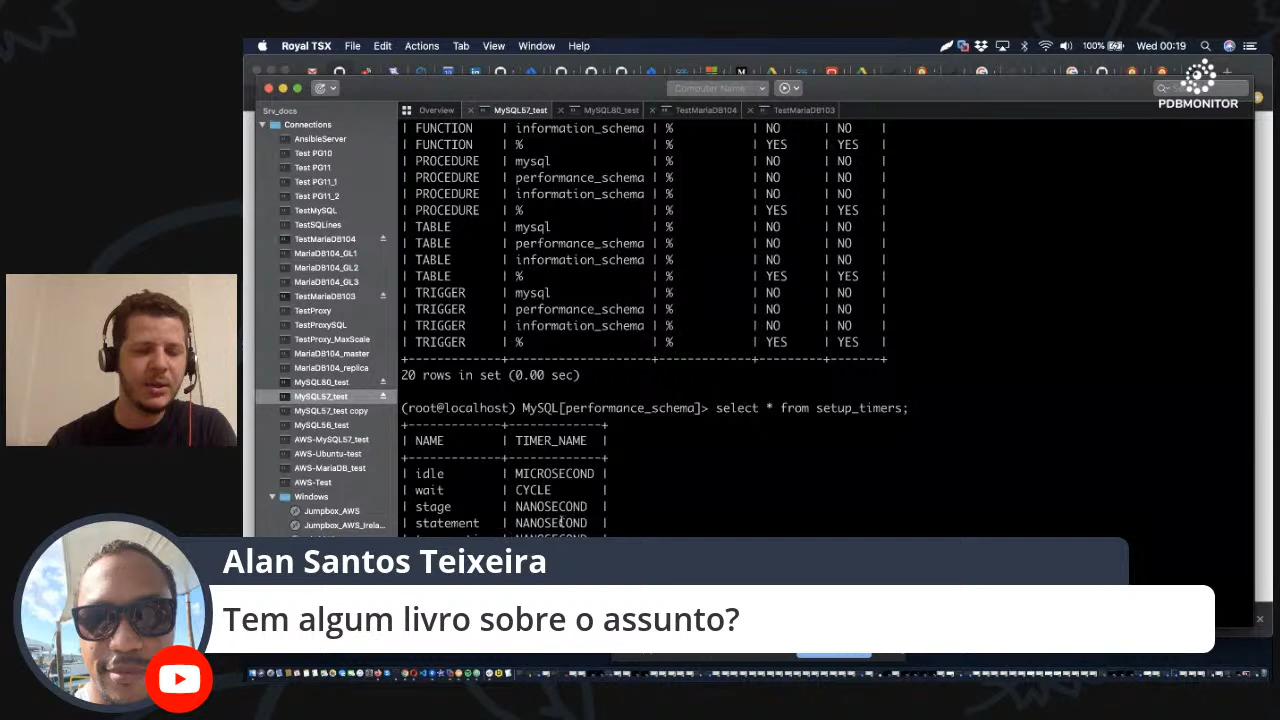 Royal TSX File Edit Actions Tab View Window Help 100% Wed 00:19
Computer Name
PDBMONITOR
Srv_docs
Overview MySQL57_test MySQL80_test TestMariaDB104 TestMariaDB103
Connections
AnsibleServer
Test PG10
Test PG11
Test PG11_1
Test PG11_2
TestMySQL
TestSQLines
TestMariaDB104
MariaDB104_GL1
MariaDB104_GL2
MariaDB104_GL3
TestMariaDB103
TestProxy
TestProxySQL
TestProxy_MaxScale
MariaDB104_master
MariaDB104_replica
MySQL80_test
MySQL57_test
MySQL57_test copy
MySQL56_test
AWS-MySQL57_test
AWS-Ubuntu-test
AWS-MariaDB_test
AWS-Test
Windows
Jumpbox_AWS
Jumpbox_AWS_Irela...
| FUNCTION | information_schema | % | NO | NO |
| FUNCTION | % | % | YES | YES |
| PROCEDURE | mysql | % | NO | NO |
| PROCEDURE | performance_schema | % | NO | NO |
| PROCEDURE | information_schema | % | NO | NO |
| PROCEDURE | % | % | YES | YES |
| TABLE | mysql | % | NO | NO |
| TABLE | performance_schema | % | NO | NO |
| TABLE | information_schema | % | NO | NO |
| TABLE | % | % | YES | YES |
| TRIGGER | mysql | % | NO | NO |
| TRIGGER | performance_schema | % | NO | NO |
| TRIGGER | information_schema | % | NO | NO |
| TRIGGER | % | % | YES | YES |
20 rows in set (0.00 sec)
(root@localhost) MySQL[performance_schema]> select * from setup_timers;
| NAME | TIMER_NAME |
| idle | MICROSECOND |
| wait | CYCLE |
| stage | NANOSECOND |
| statement | NANOSECOND |
Alan Santos Teixeira
Tem algum livro sobre o assunto?